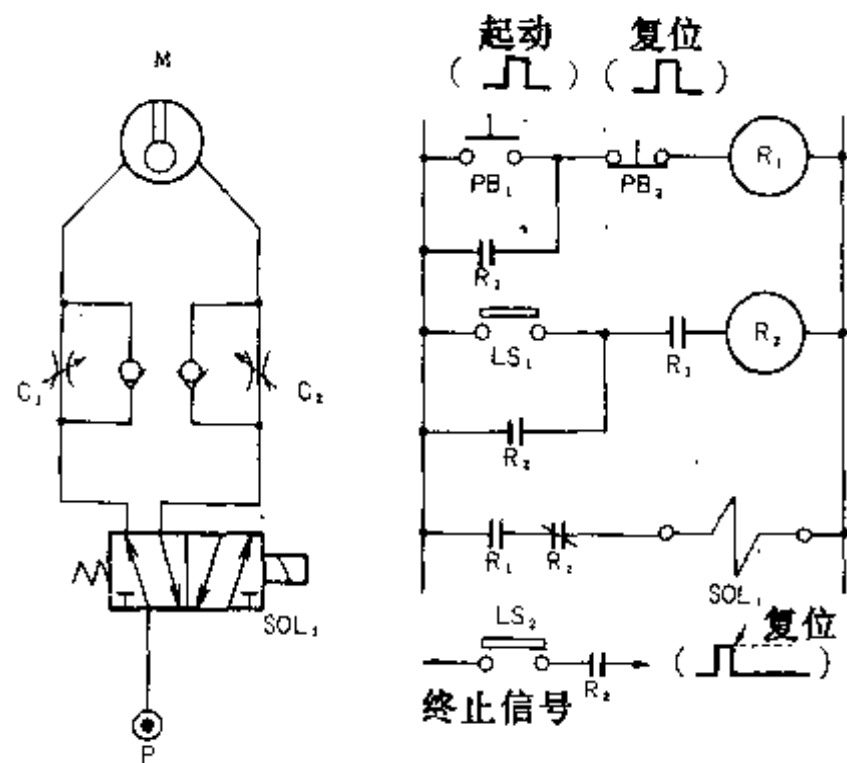 M
起动 复位
( ) ( )
PB₁ PB₂ R₁
R₁
LS₁ R₁ R₂
C₁ C₂
R₂
R₁ R₂ SOL₁
SOL₁
LS₂ R₂ ( ) 复位
终止信号
P